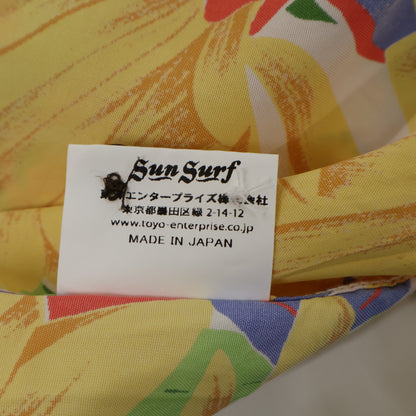 Sun Surf
エンタープライズ株式会社
東京都墨田区緑 2-14-12
www.toyo-enterprise.co.jp
MADE IN JAPAN